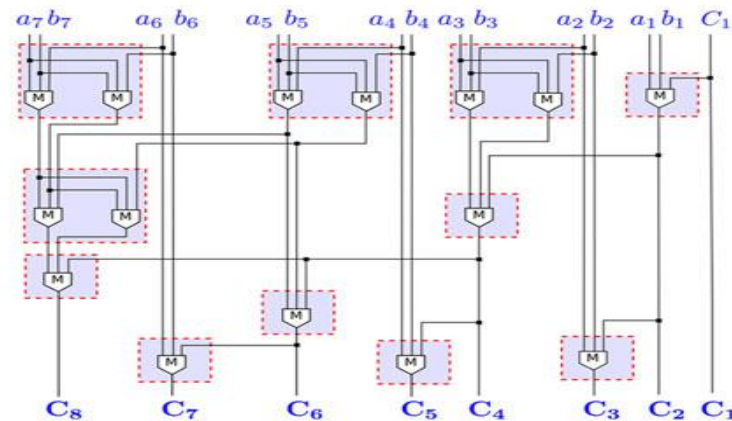 a₇ b₇ a₆ b₆ a₅ b₅ a₄ b₄ a₃ b₃ a₂ b₂ a₁ b₁ C₁
M M M M M M M
M M M
M
M
M M M
C₈ C₇ C₆ C₅ C₄ C₃ C₂ C₁